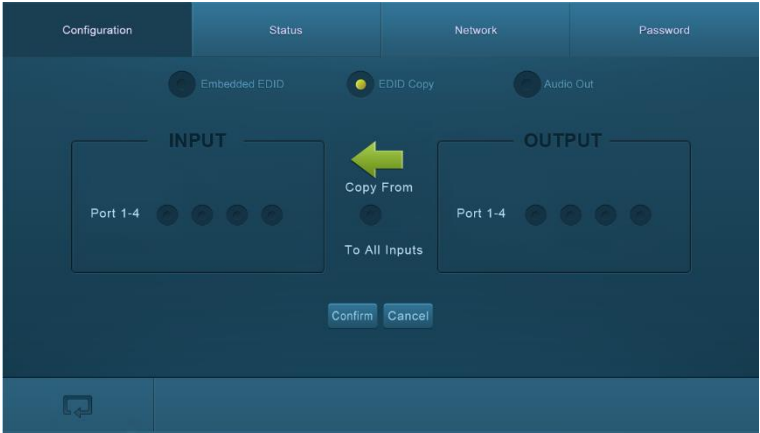 Configuration Status Network Password
Embedded EDID EDID Copy Audio Out
INPUT OUTPUT
Copy From
Port 1-4 Port 1-4
To All Inputs
Confirm Cancel